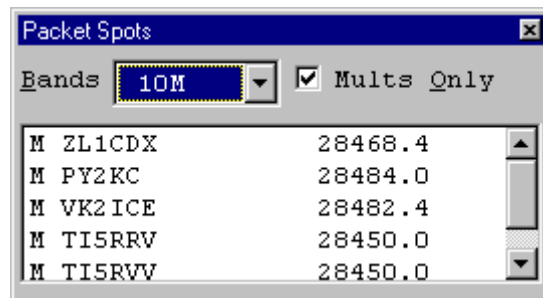 Packet Spots
Bands 10M Mults Only
M ZL1CDX 28468.4
M PY2KC 28484.0
M VK2ICE 28482.4
M TI5RRV 28450.0
M TI5RVV 28450.0